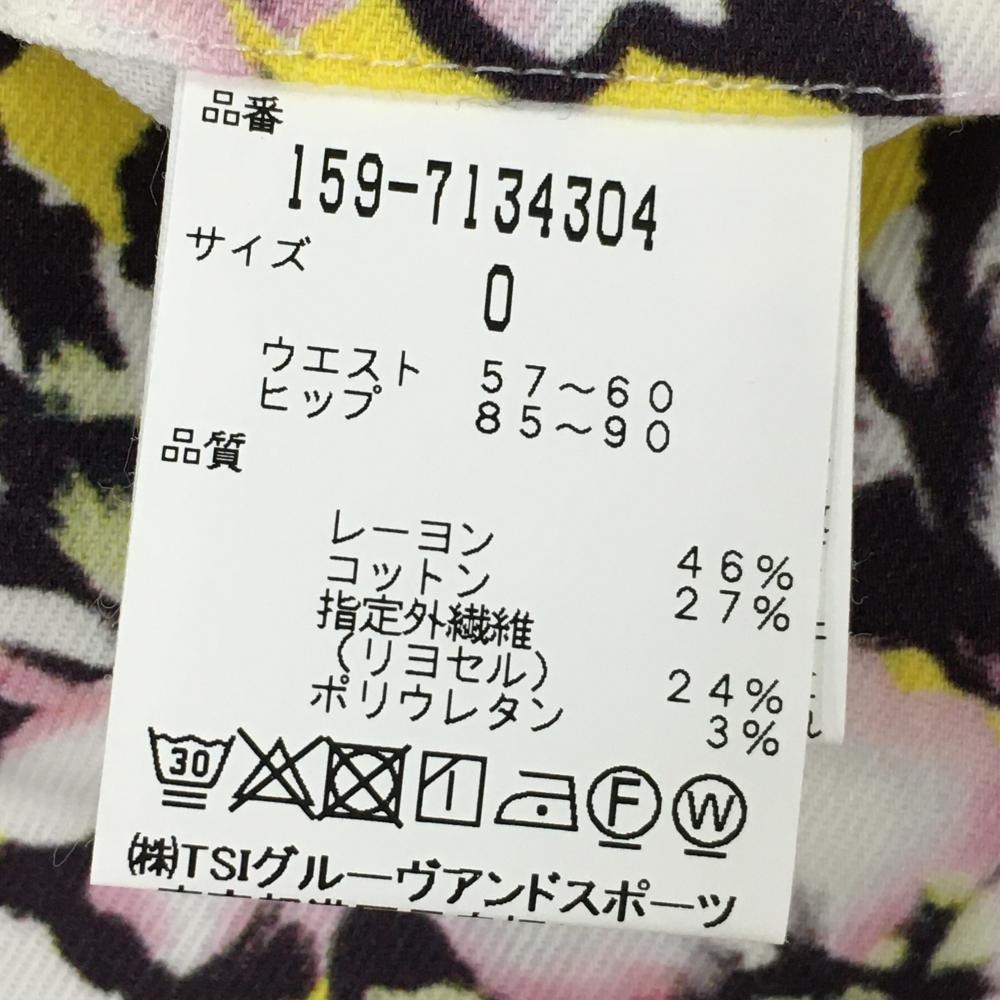 品番
159-7134304
サイズ
0
ウエスト 57～60
ヒップ 85～90
品質
レーヨン 46%
コットン 27%
指定外繊維
(リヨセル) 24%
ポリウレタン 3%
30
F W
(株)TSIグルーヴアンドスポーツ